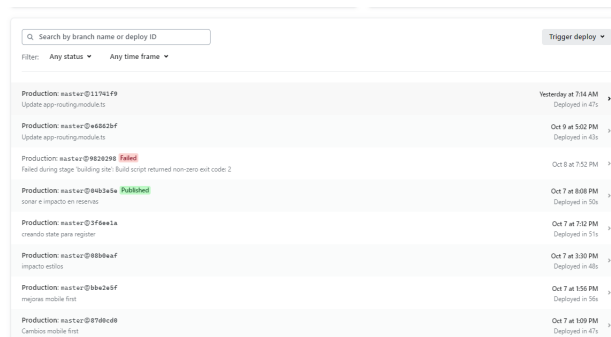 Search by branch name or deploy ID
Trigger deploy
Filter: Any status Any time frame
Production: master@11741f9 Yesterday at 7:14 AM
Update app-routing.module.ts Deployed in 47s
Production: master@e6862bf Oct 9 at 5:02 PM
Update app-routing.module.ts Deployed in 43s
Production: master@9820298 Failed Oct 8 at 7:52 PM
Failed during stage 'building site': Build script returned non-zero exit code: 2
Production: master@04b3e5e Published Oct 7 at 8:08 PM
sonar e impacto en reservas Deployed in 50s
Production: master@3f6ee1a Oct 7 at 7:12 PM
creando state para register Deployed in 51s
Production: master@08b0eaf Oct 7 at 3:30 PM
impacto estilos Deployed in 48s
Production: master@bbe2e5f Oct 7 at 1:56 PM
mejoras mobile first Deployed in 56s
Production: master@87d0cd0 Oct 7 at 1:09 PM
Cambios mobile first Deployed in 47s